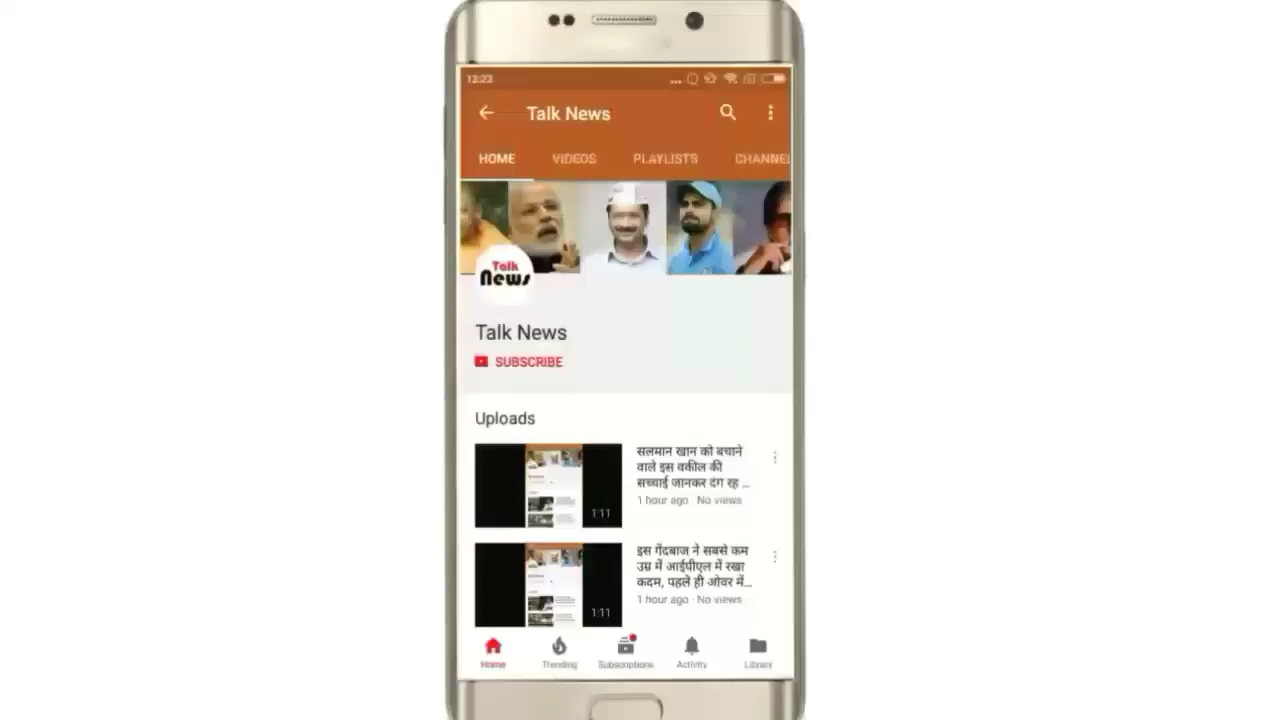 12:23
Talk News
HOME VIDEOS PLAYLISTS CHANNEL
Talk
News
Talk News
SUBSCRIBE
Uploads
सलमान खान को बचाने
वाले इस वकील की
सच्चाई जानकर दंग रह ...
1 hour ago · No views
1:11
इस गेंदबाज ने सबसे कम
उम्र में आईपीएल में रखा
कदम, पहले ही ओवर में...
1 hour ago · No views
1:11
Home Trending Subscriptions Activity Library